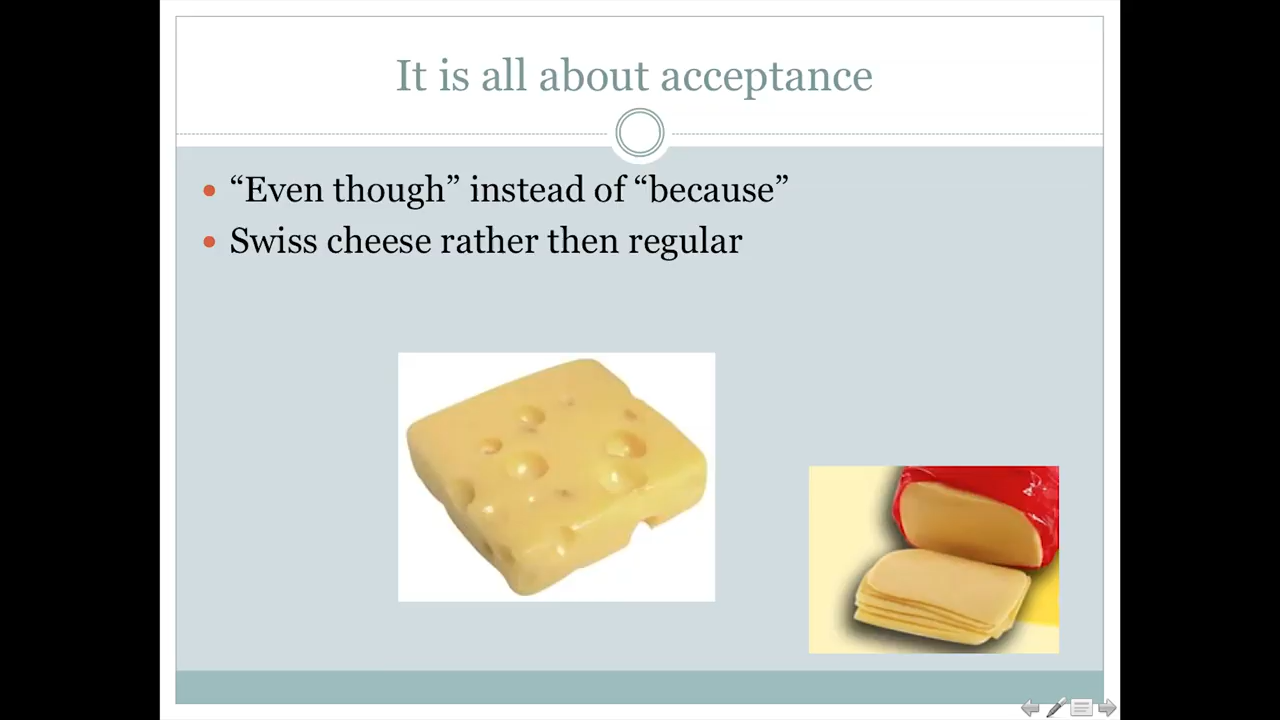 It is all about acceptance
“Even though” instead of “because”
Swiss cheese rather then regular